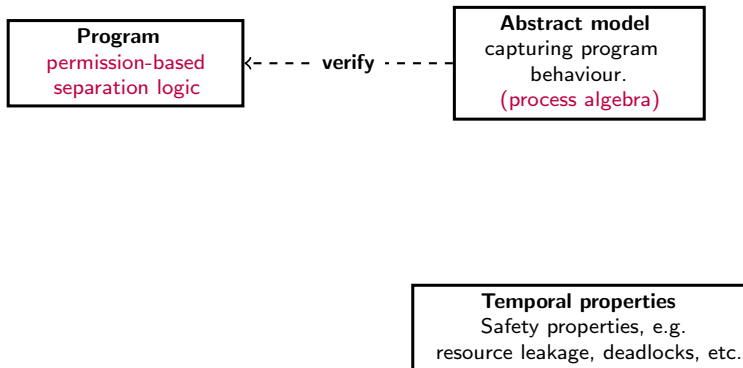 Program
permission-based
separation logic
verify
Abstract model
capturing program
behaviour.
(process algebra)
Temporal properties
Safety properties, e.g.
resource leakage, deadlocks, etc.